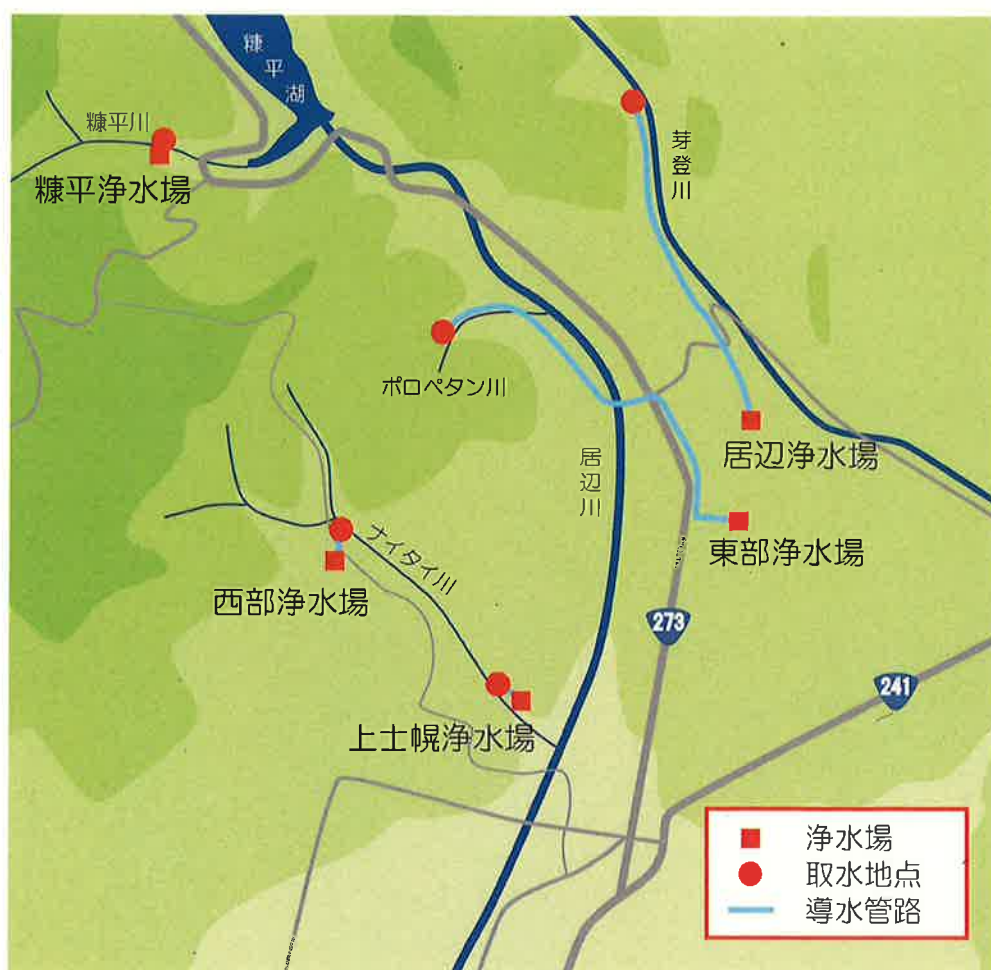 糠平湖
糠平川
糠平浄水場
芽登川
ポロペタン川
居辺浄水場
居辺川
東部浄水場
ナイタイ川
西部浄水場
273
241
上士幌浄水場
浄水場
取水地点
導水管路